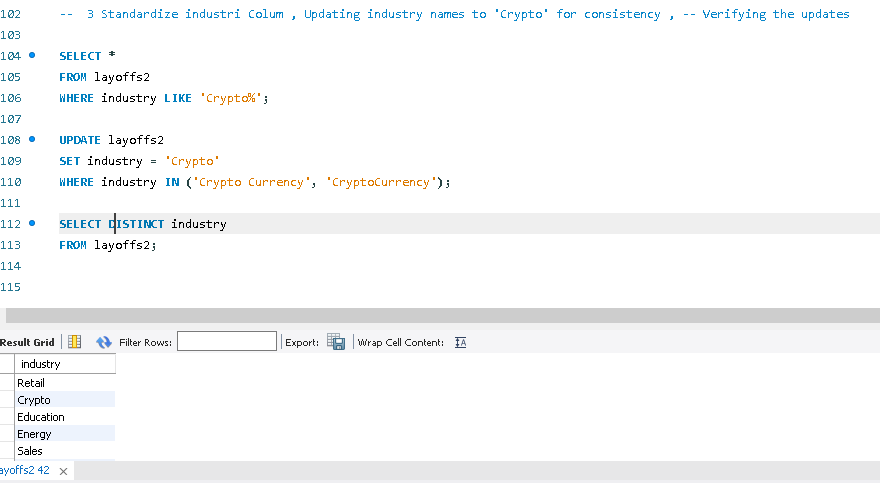 102 -- 3 Standardize industri Colum , Updating industry names to 'Crypto' for consistency , -- Verifying the updates
103
104 SELECT *
105 FROM layoffs2
106 WHERE industry LIKE 'Crypto%';
107
108 UPDATE layoffs2
109 SET industry = 'Crypto'
110 WHERE industry IN ('Crypto Currency', 'CryptoCurrency');
111
112 SELECT DISTINCT industry
113 FROM layoffs2;
114
115
Result Grid Filter Rows: Export: Wrap Cell Content: IA
industry
Retail
Crypto
Education
Energy
Sales
ayoffs2 42 ×